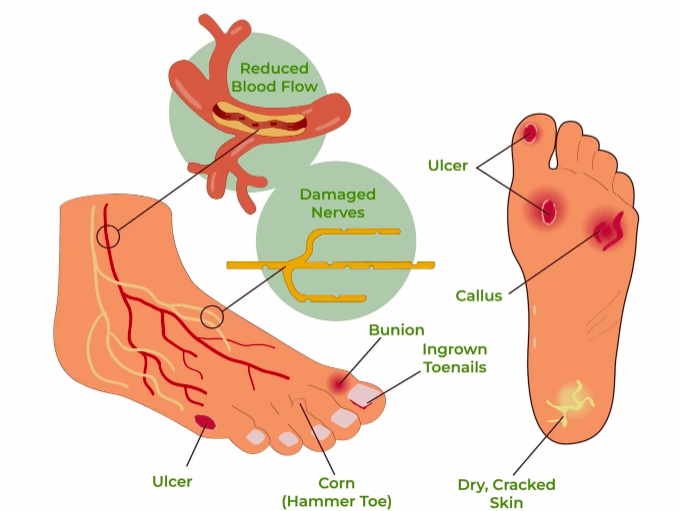 Reduced
Blood Flow
Damaged
Nerves
Ulcer
Callus
Bunion
Ingrown
Toenails
Ulcer
Corn
(Hammer Toe)
Dry, Cracked
Skin